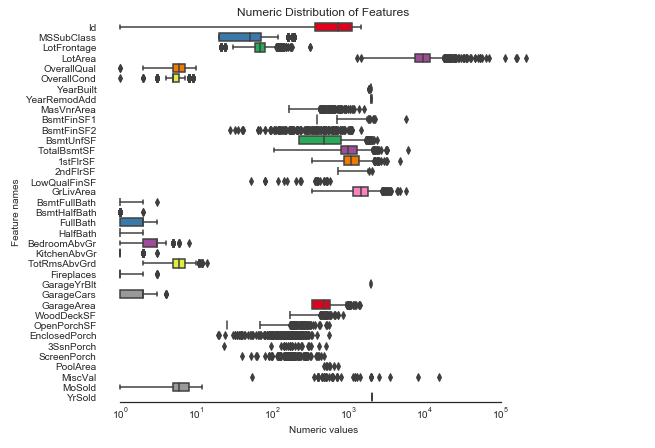 Numeric Distribution of Features
Id
MSSubClass
LotFrontage
LotArea
OverallQual
OverallCond
YearBuilt
YearRemodAdd
MasVnrArea
BsmtFinSF1
BsmtFinSF2
BsmtUnfSF
TotalBsmtSF
1stFlrSF
2ndFlrSF
LowQualFinSF
GrLivArea
BsmtFullBath
BsmtHalfBath
FullBath
HalfBath
BedroomAbvGr
KitchenAbvGr
TotRmsAbvGrd
Fireplaces
GarageYrBlt
GarageCars
GarageArea
WoodDeckSF
OpenPorchSF
EnclosedPorch
3SsnPorch
ScreenPorch
PoolArea
MiscVal
MoSold
YrSold
Feature names
10^0 10^1 10^2 10^3 10^4 10^5
Numeric values